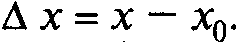 Δ x = x − x₀.